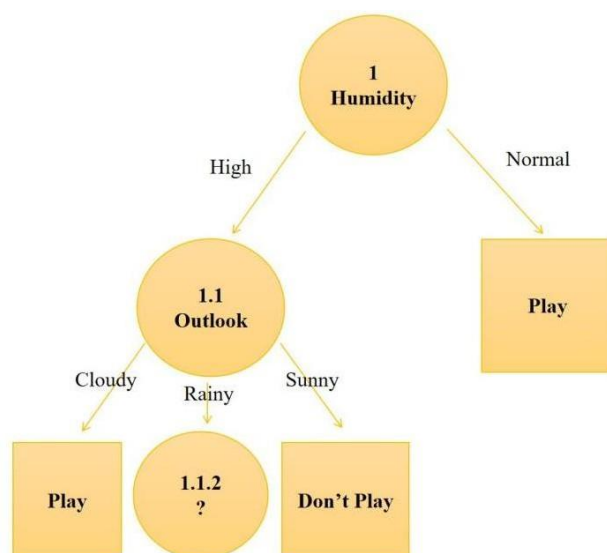 1
Humidity
High
Normal
1.1
Outlook
Play
Cloudy
Rainy
Sunny
Play
1.1.2
?
Don’t Play